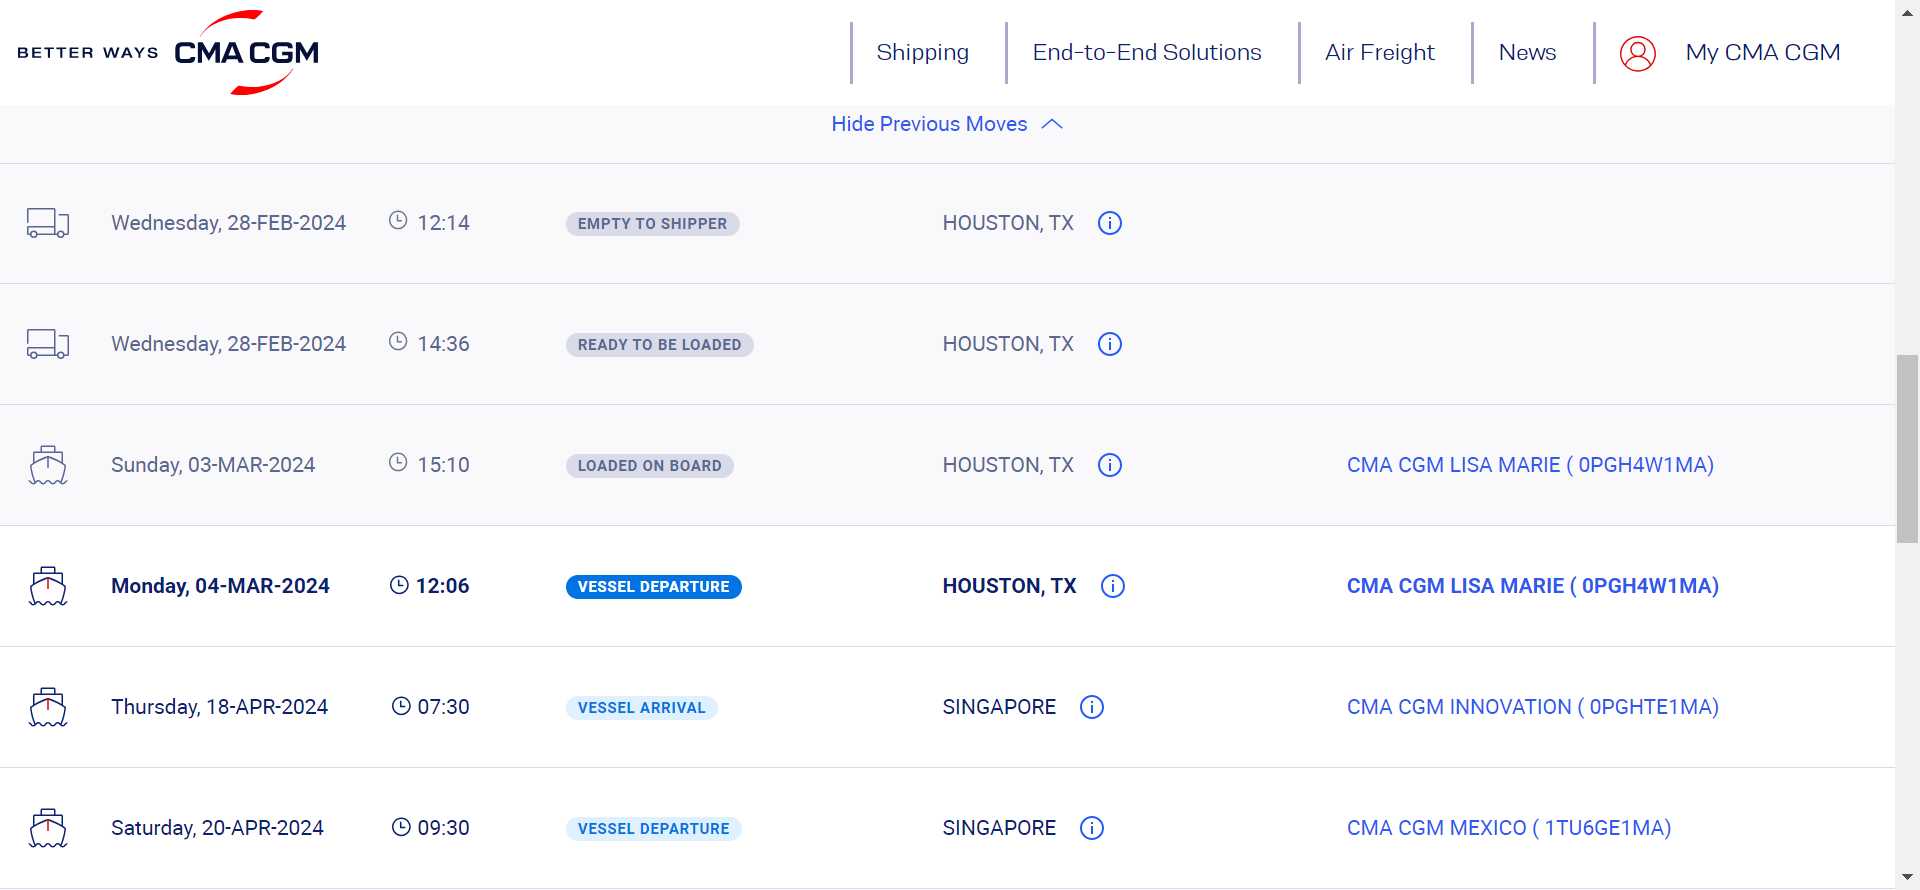 BETTER WAYS CMA CGM Shipping End-to-End Solutions Air Freight News My CMA CGM
Hide Previous Moves
Wednesday, 28-FEB-2024 12:14 EMPTY TO SHIPPER HOUSTON, TX
Wednesday, 28-FEB-2024 14:36 READY TO BE LOADED HOUSTON, TX
Sunday, 03-MAR-2024 15:10 LOADED ON BOARD HOUSTON, TX CMA CGM LISA MARIE ( 0PGH4W1MA)
Monday, 04-MAR-2024 12:06 VESSEL DEPARTURE HOUSTON, TX CMA CGM LISA MARIE ( 0PGH4W1MA)
Thursday, 18-APR-2024 07:30 VESSEL ARRIVAL SINGAPORE CMA CGM INNOVATION ( 0PGHTE1MA)
Saturday, 20-APR-2024 09:30 VESSEL DEPARTURE SINGAPORE CMA CGM MEXICO ( 1TU6GE1MA)